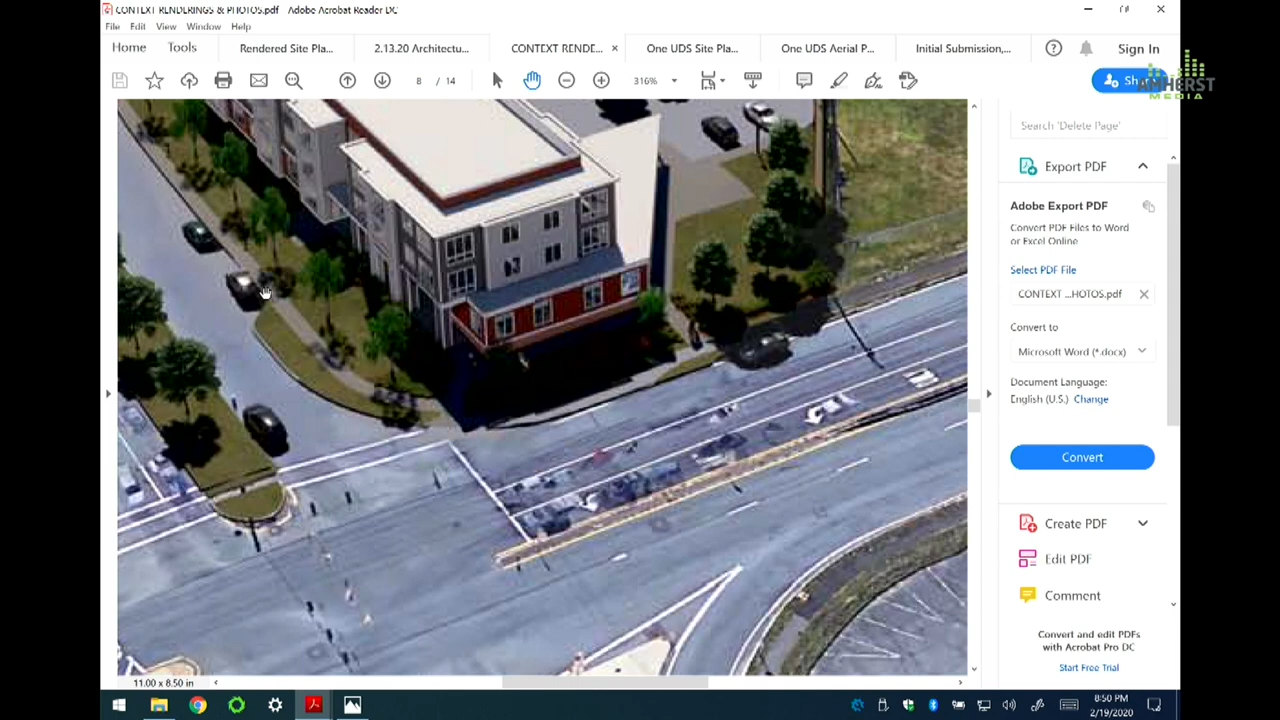 CONTEXT RENDERINGS & PHOTOS.pdf - Adobe Acrobat Reader DC
File Edit View Window Help
Home Tools Rendered Site Pla... 2.13.20 Architectu... CONTEXT RENDE... × One UDS Site Pla... One UDS Aerial P... Initial Submission,... Sign In
8 / 14 316% Sha
AMHERST
MEDIA
Search 'Delete Page'
Export PDF
Adobe Export PDF
Convert PDF Files to Word
or Excel Online
Select PDF File
CONTEXT ...HOTOS.pdf
Convert to
Microsoft Word (*.docx)
Document Language:
English (U.S.) Change
Convert
Create PDF
Edit PDF
Comment
Convert and edit PDFs
with Acrobat Pro DC
Start Free Trial
11.00 x 8.50 in
8:50 PM
2/19/2020